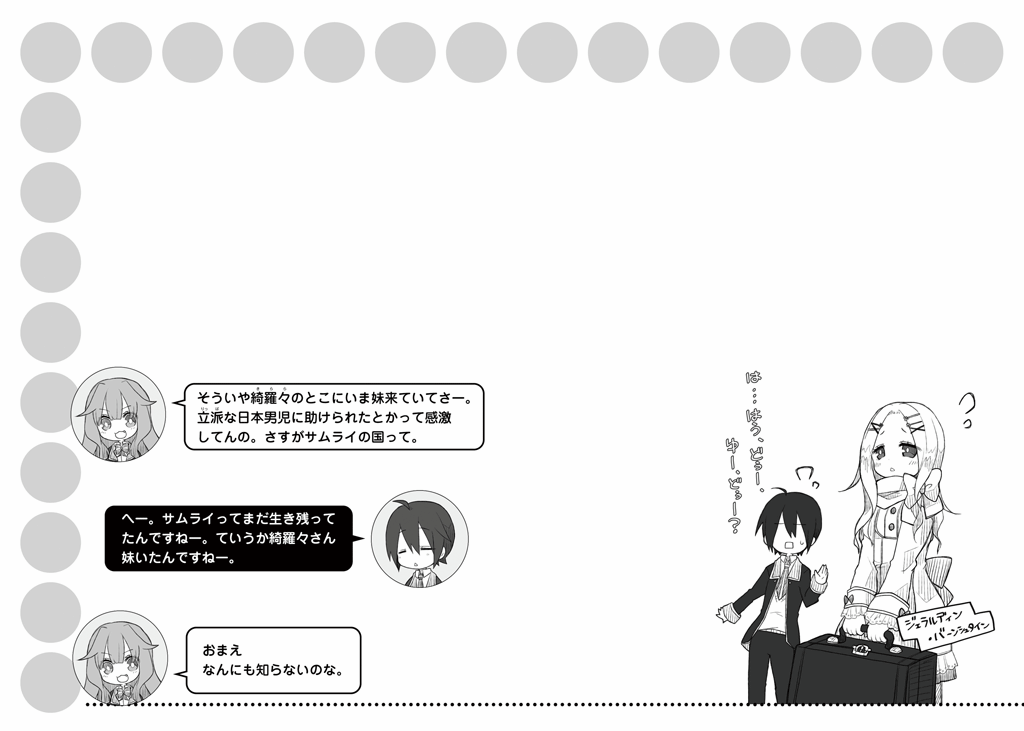 そういや綺羅々のとこにいま妹来ていてさー。
立派な日本男児に助けられたとかって感激
してんの。さすがサムライの国って。
へー。サムライってまだ生き残って
たんですねー。ていうか綺羅々さん
妹いたんですねー。
おまえ
なんにも知らないのな。
は…はう、どぅー、
ゆー、どぅー？
ジェラルディン
・バーンシュタイン